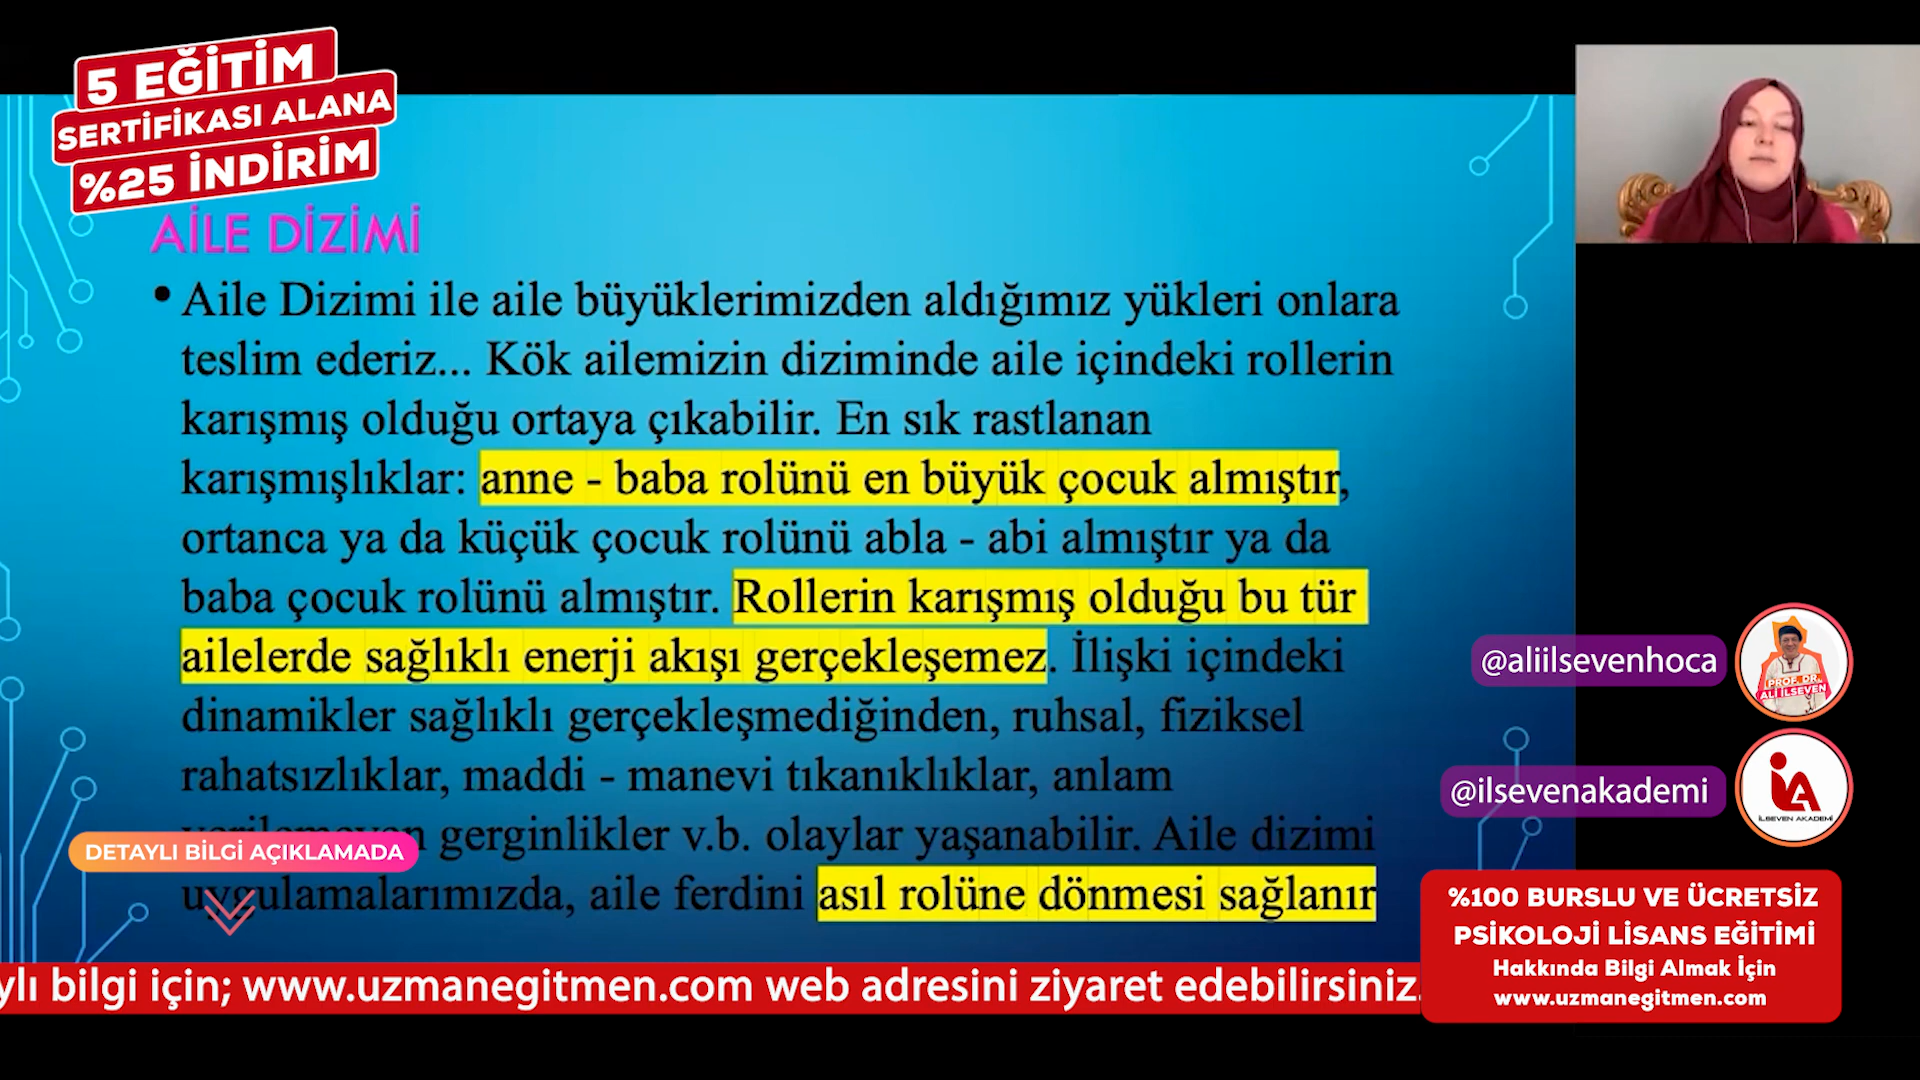 5 EĞİTİM
SERTİFİKASI ALANA
%25 İNDİRİM
AİLE DİZİMİ
• Aile Dizimi ile aile büyüklerimizden aldığımız yükleri onlara
teslim ederiz... Kök ailemizin diziminde aile içindeki rollerin
karışmış olduğu ortaya çıkabilir. En sık rastlanan
karışmışlıklar: anne - baba rolünü en büyük çocuk almıştır,
ortanca ya da küçük çocuk rolünü abla - abi almıştır ya da
baba çocuk rolünü almıştır. Rollerin karışmış olduğu bu tür
ailelerde sağlıklı enerji akışı gerçekleşemez. İlişki içindeki
dinamikler sağlıklı gerçekleşmediğinden, ruhsal, fiziksel
rahatsızlıklar, maddi - manevi tıkanıklıklar, anlam
gerginlikler v.b. olaylar yaşanabilir. Aile dizimi
uygulamalarımızda, aile ferdini asıl rolüne dönmesi sağlanır
DETAYLI BİLGİ AÇIKLAMADA
@aliilsevenhoca
PROF. DR.
ALİ İLSEVEN
@ilsevenakademi
İA
İLSEVEN AKADEMİ
%100 BURSLU VE ÜCRETSİZ
PSİKOLOJİ LİSANS EĞİTİMİ
Hakkında Bilgi Almak İçin
www.uzmanegitmen.com
ylı bilgi için; www.uzmanegitmen.com web adresini ziyaret edebilirsiniz.